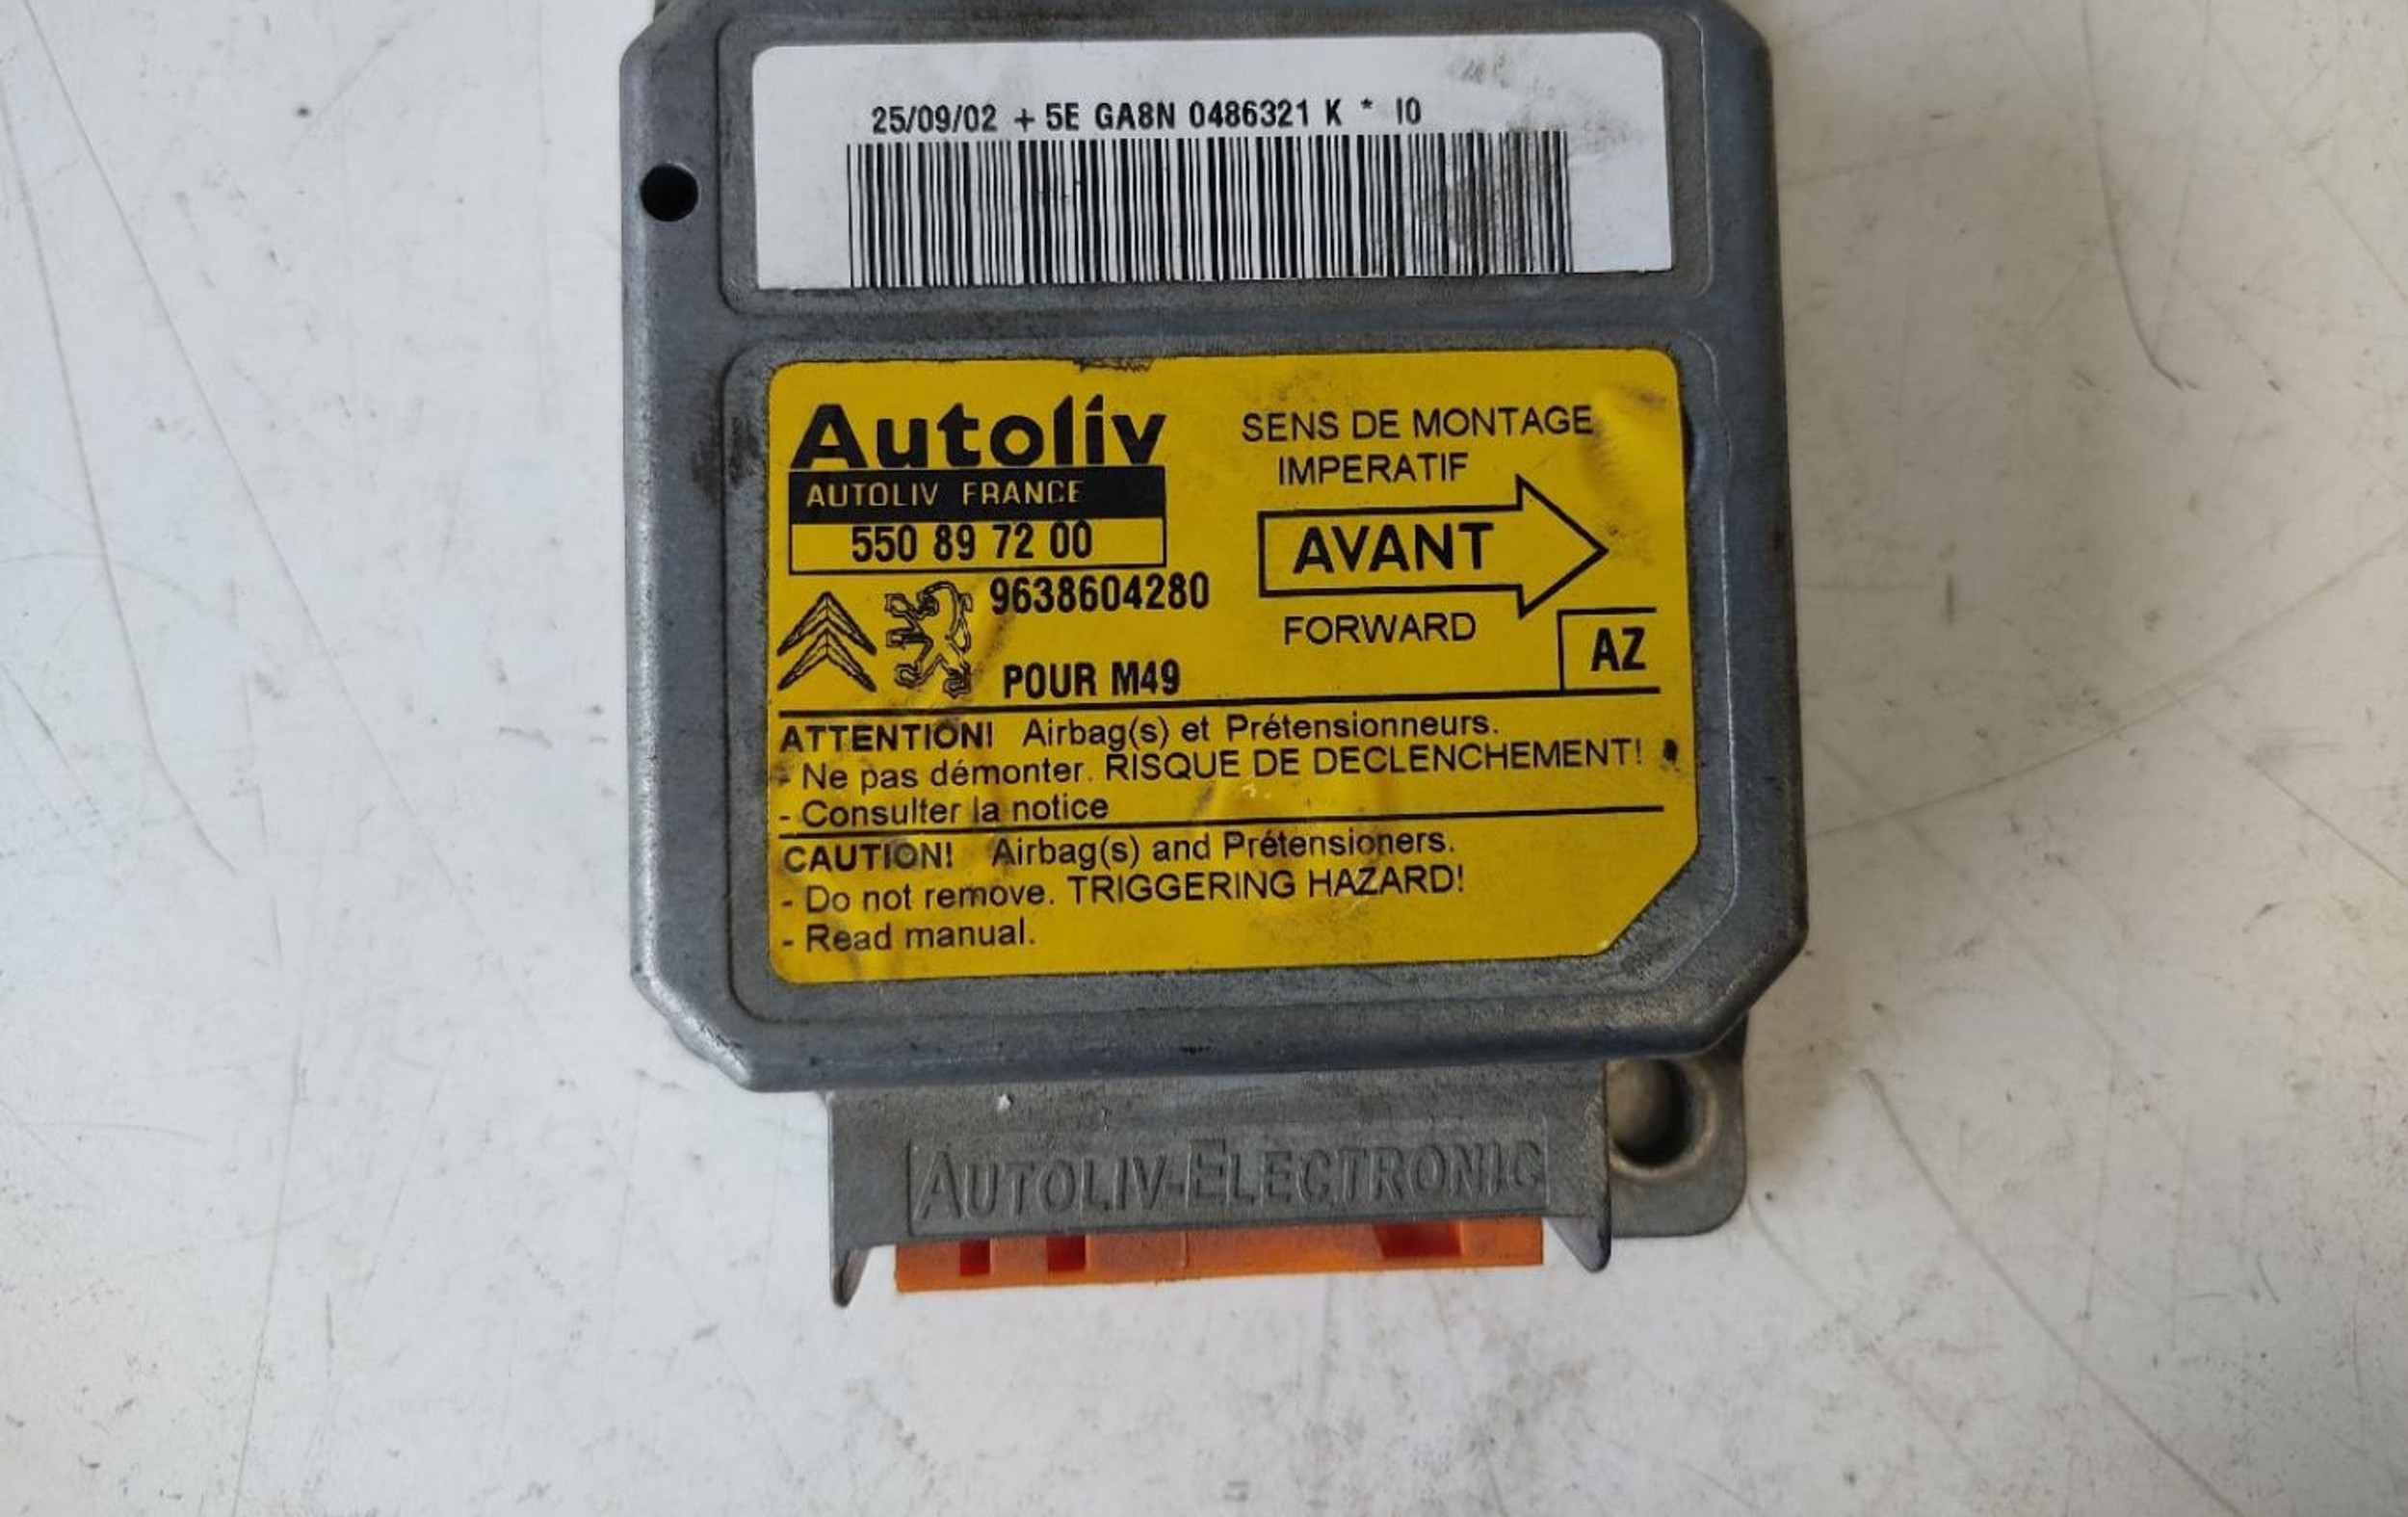 25/09/02 + 5E GA8N 0486321 K * I0
Autoliv
AUTOLIV FRANCE
550 89 72 00
9638604280
POUR M49
SENS DE MONTAGE
IMPERATIF
AVANT
FORWARD
AZ
ATTENTION! Airbag(s) et Prétensionneurs.
- Ne pas démonter. RISQUE DE DECLENCHEMENT!
- Consulter la notice
CAUTION! Airbag(s) and Prétensioners.
- Do not remove. TRIGGERING HAZARD!
- Read manual.
AUTOLIV-ELECTRONIC